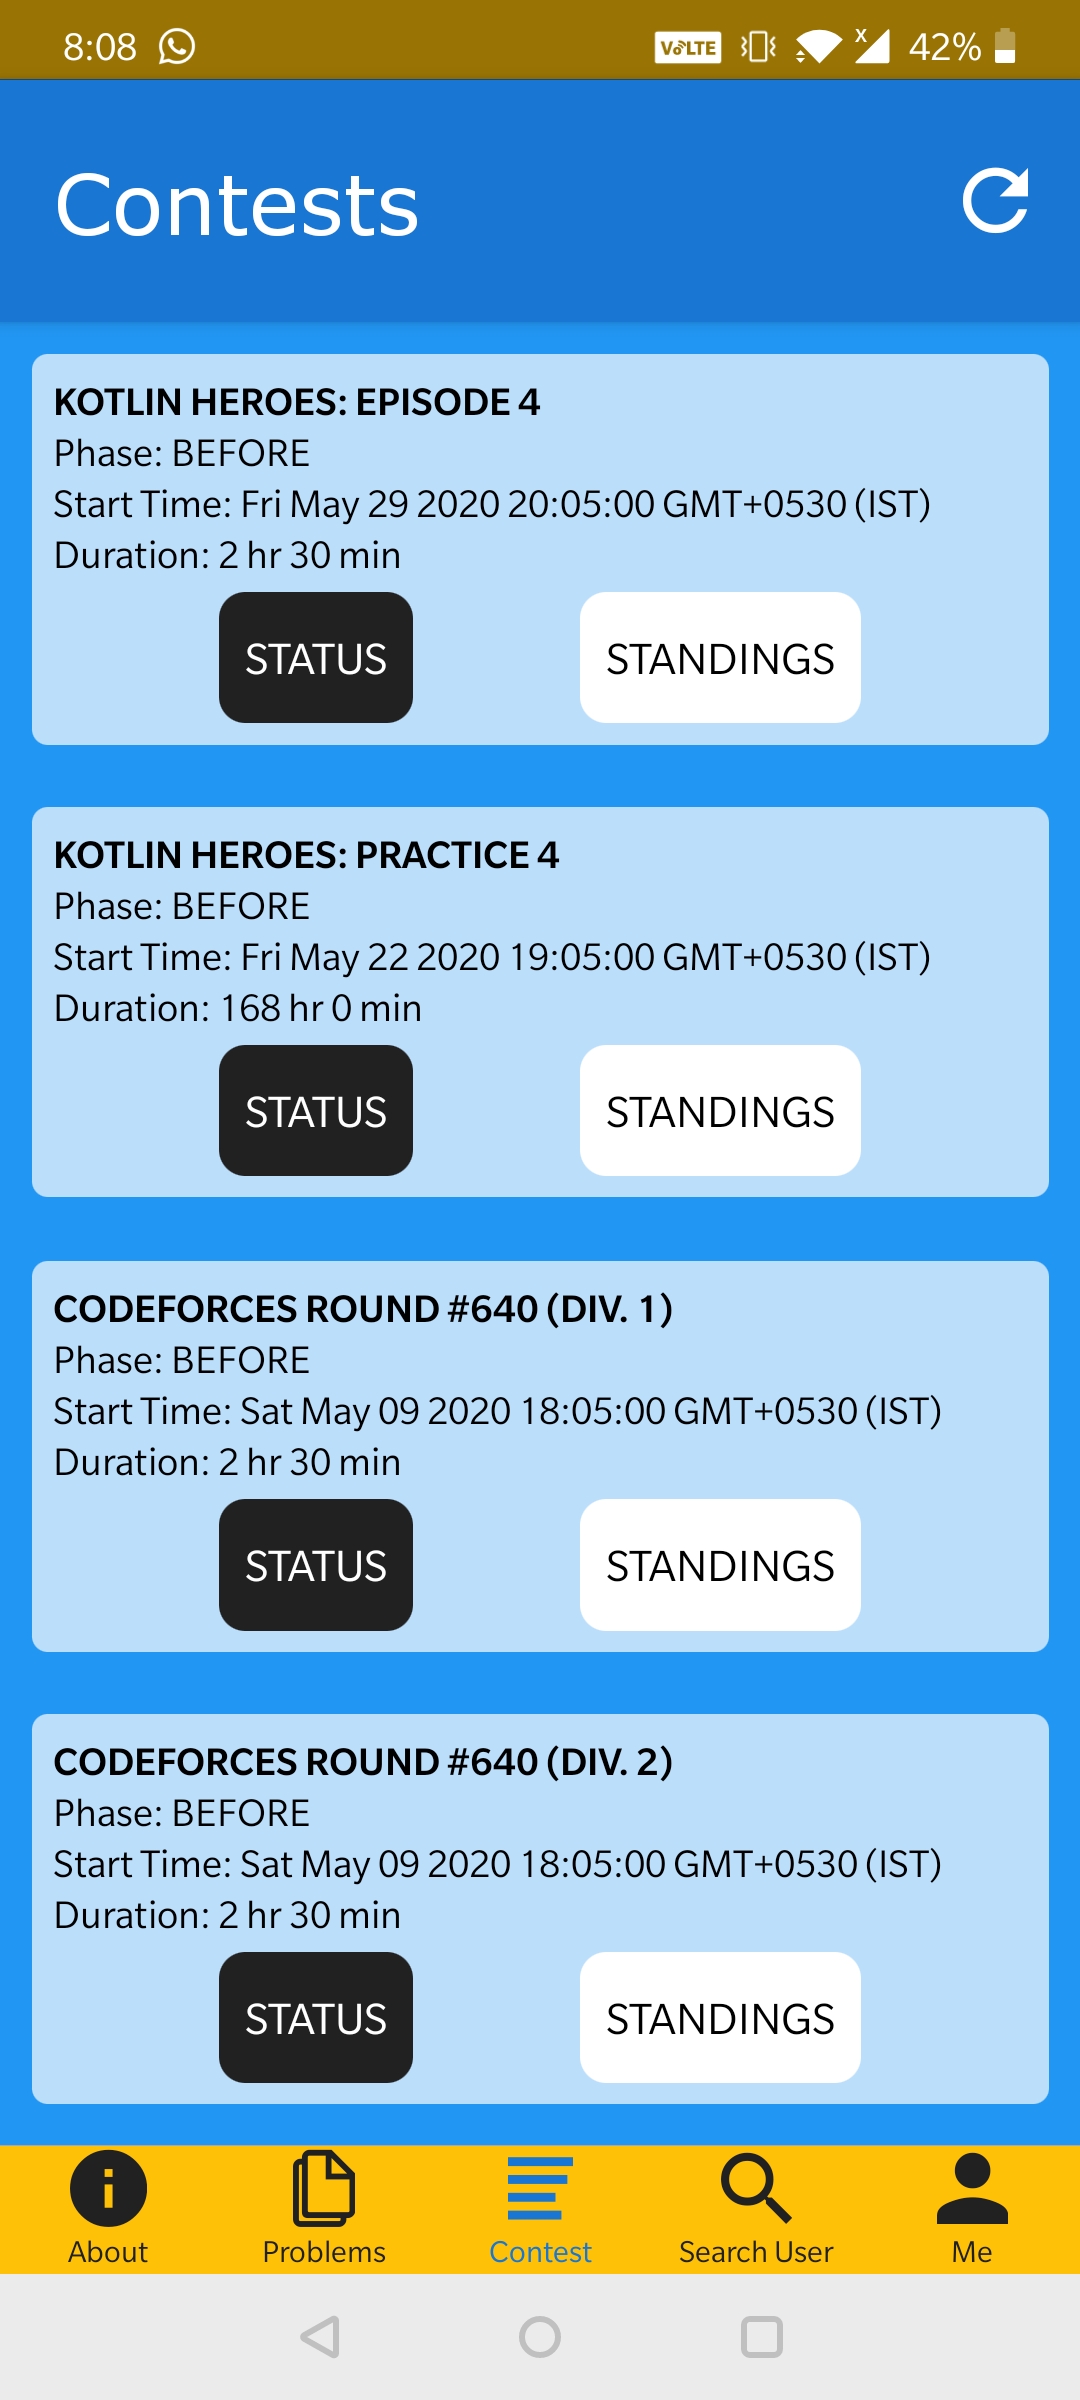 8:08
VoLTE
x
42%
Contests
KOTLIN HEROES: EPISODE 4
Phase: BEFORE
Start Time: Fri May 29 2020 20:05:00 GMT+0530 (IST)
Duration: 2 hr 30 min
STATUS
STANDINGS
KOTLIN HEROES: PRACTICE 4
Phase: BEFORE
Start Time: Fri May 22 2020 19:05:00 GMT+0530 (IST)
Duration: 168 hr 0 min
STATUS
STANDINGS
CODEFORCES ROUND #640 (DIV. 1)
Phase: BEFORE
Start Time: Sat May 09 2020 18:05:00 GMT+0530 (IST)
Duration: 2 hr 30 min
STATUS
STANDINGS
CODEFORCES ROUND #640 (DIV. 2)
Phase: BEFORE
Start Time: Sat May 09 2020 18:05:00 GMT+0530 (IST)
Duration: 2 hr 30 min
STATUS
STANDINGS
About
Problems
Contest
Search User
Me